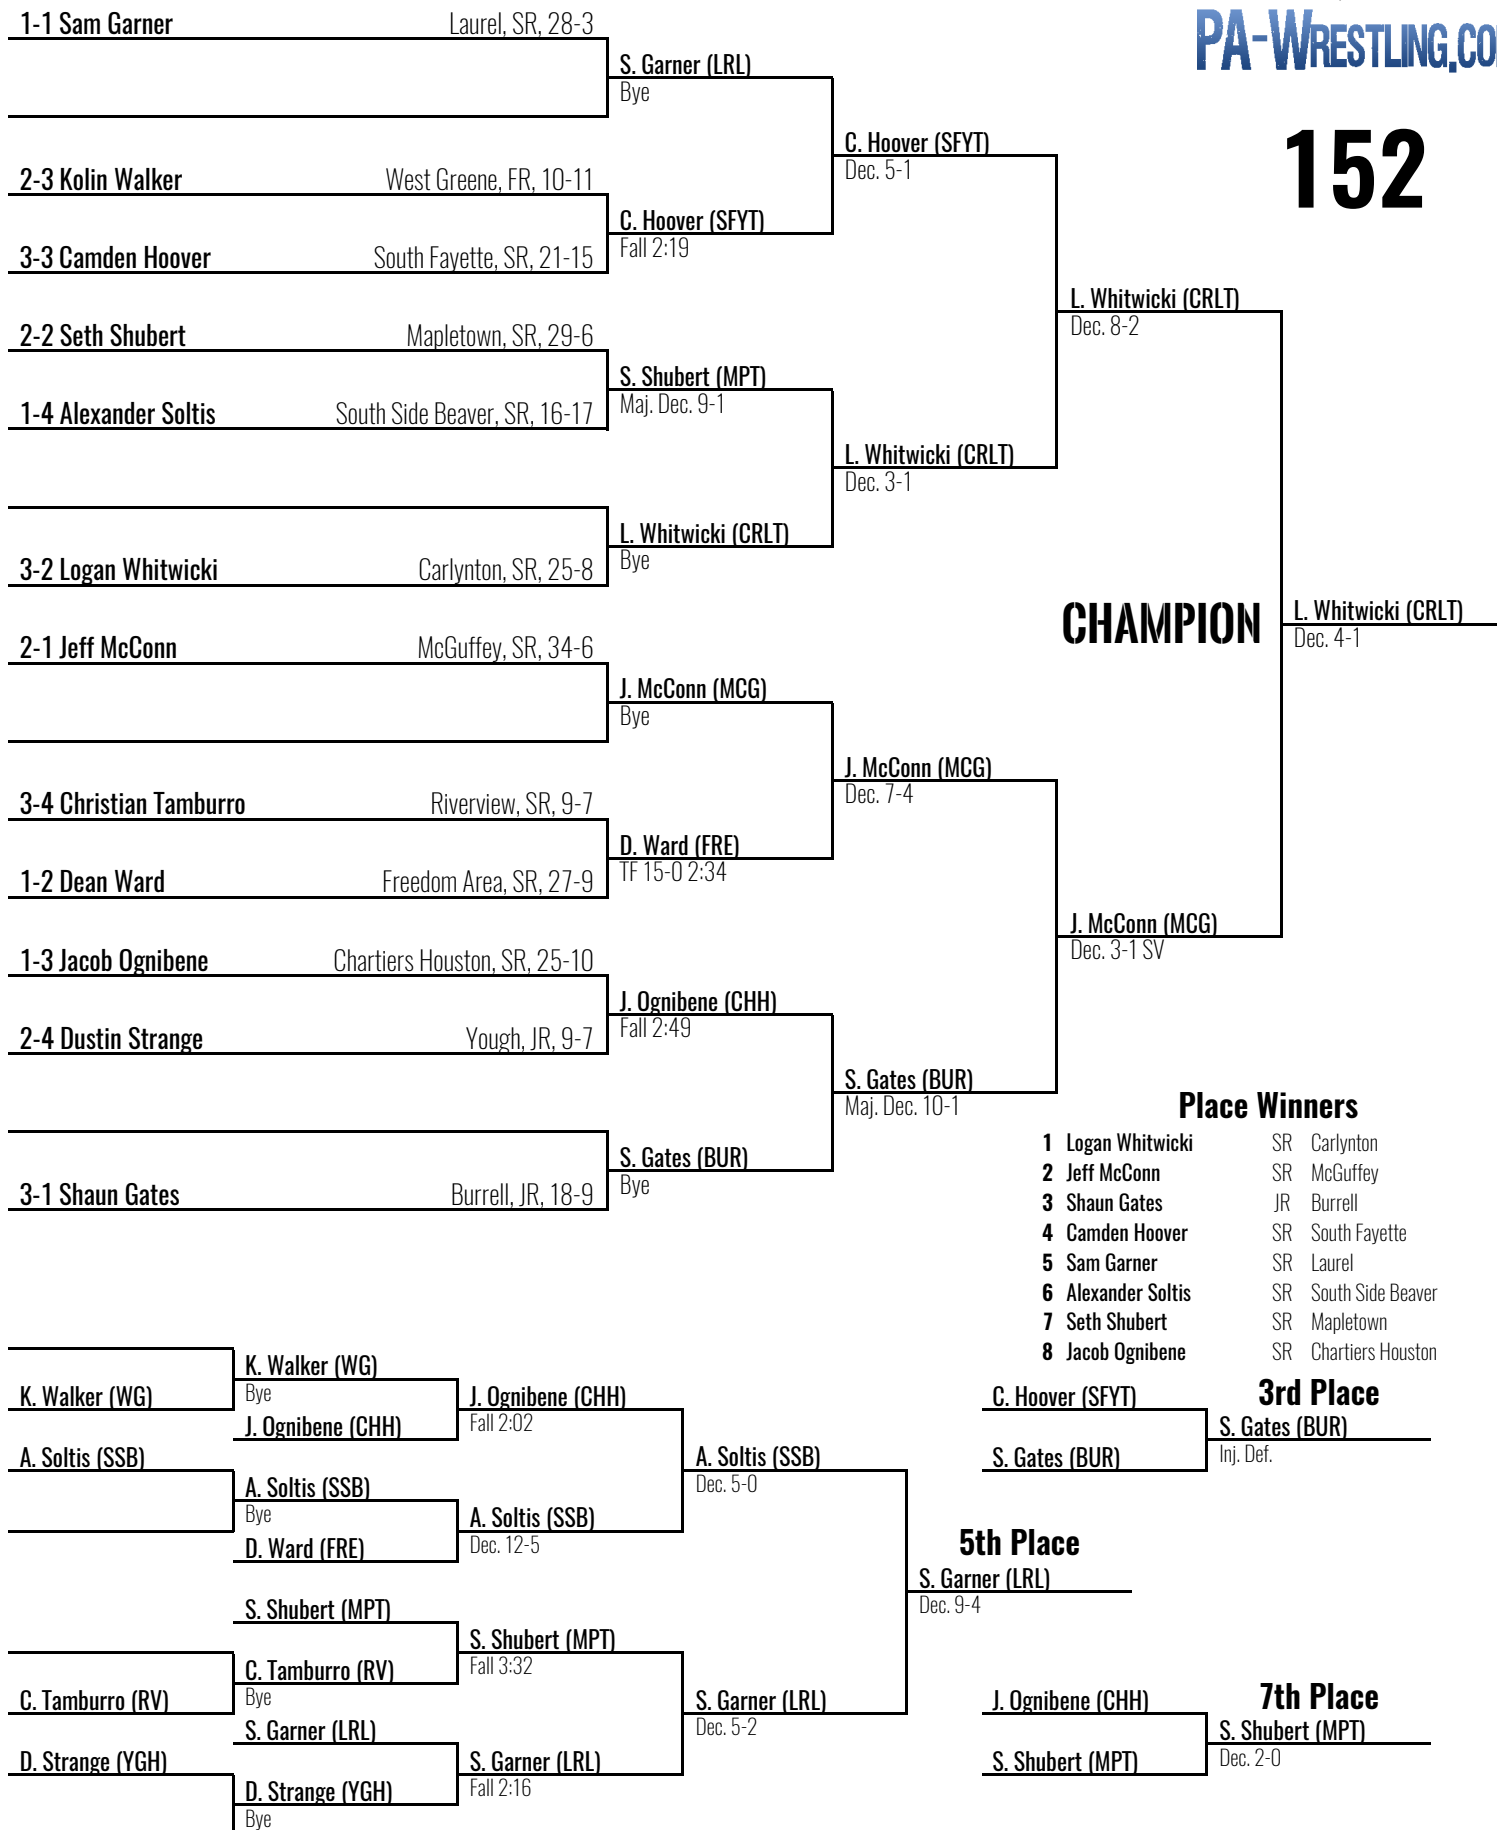 PA-WRESTLING.CO
152
1-1 Sam Garner Laurel, SR, 28-3
S. Garner (LRL)
Bye
C. Hoover (SFYT)
Dec. 5-1
2-3 Kolin Walker West Greene, FR, 10-11
C. Hoover (SFYT)
Fall 2:19
3-3 Camden Hoover South Fayette, SR, 21-15
L. Whitwicki (CRLT)
Dec. 8-2
2-2 Seth Shubert Mapletown, SR, 29-6
S. Shubert (MPT)
Maj. Dec. 9-1
1-4 Alexander Soltis South Side Beaver, SR, 16-17
L. Whitwicki (CRLT)
Dec. 3-1
L. Whitwicki (CRLT)
Bye
3-2 Logan Whitwicki Carlynton, SR, 25-8
CHAMPION
L. Whitwicki (CRLT)
Dec. 4-1
2-1 Jeff McConn McGuffey, SR, 34-6
J. McConn (MCG)
Bye
J. McConn (MCG)
Dec. 7-4
3-4 Christian Tamburro Riverview, SR, 9-7
D. Ward (FRE)
TF 15-0 2:34
1-2 Dean Ward Freedom Area, SR, 27-9
J. McConn (MCG)
Dec. 3-1 SV
1-3 Jacob Ognibene Chartiers Houston, SR, 25-10
J. Ognibene (CHH)
Fall 2:49
2-4 Dustin Strange Yough, JR, 9-7
S. Gates (BUR)
Maj. Dec. 10-1
S. Gates (BUR)
Bye
3-1 Shaun Gates Burrell, JR, 18-9
Place Winners
1 Logan Whitwicki SR Carlynton
2 Jeff McConn SR McGuffey
3 Shaun Gates JR Burrell
4 Camden Hoover SR South Fayette
5 Sam Garner SR Laurel
6 Alexander Soltis SR South Side Beaver
7 Seth Shubert SR Mapletown
8 Jacob Ognibene SR Chartiers Houston
K. Walker (WG)
Bye
K. Walker (WG)
J. Ognibene (CHH)
Fall 2:02
J. Ognibene (CHH)
A. Soltis (SSB)
A. Soltis (SSB)
Dec. 5-0
A. Soltis (SSB)
Bye
A. Soltis (SSB)
Dec. 12-5
D. Ward (FRE)
C. Hoover (SFYT)
3rd Place
S. Gates (BUR)
Inj. Def.
S. Gates (BUR)
5th Place
S. Garner (LRL)
Dec. 9-4
S. Shubert (MPT)
S. Shubert (MPT)
Fall 3:32
C. Tamburro (RV)
Bye
C. Tamburro (RV)
S. Garner (LRL)
Dec. 5-2
S. Garner (LRL)
D. Strange (YGH)
S. Garner (LRL)
Fall 2:16
D. Strange (YGH)
Bye
J. Ognibene (CHH)
7th Place
S. Shubert (MPT)
Dec. 2-0
S. Shubert (MPT)